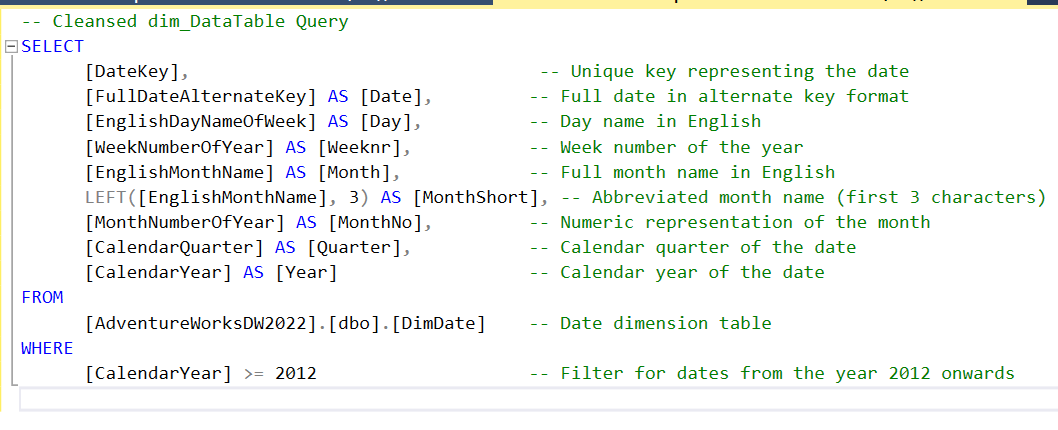 -- Cleansed dim_DataTable Query
SELECT
[DateKey], -- Unique key representing the date
[FullDateAlternateKey] AS [Date], -- Full date in alternate key format
[EnglishDayNameOfWeek] AS [Day], -- Day name in English
[WeekNumberOfYear] AS [Weeknr], -- Week number of the year
[EnglishMonthName] AS [Month], -- Full month name in English
LEFT([EnglishMonthName], 3) AS [MonthShort], -- Abbreviated month name (first 3 characters)
[MonthNumberOfYear] AS [MonthNo], -- Numeric representation of the month
[CalendarQuarter] AS [Quarter], -- Calendar quarter of the date
[CalendarYear] AS [Year] -- Calendar year of the date
FROM
[AdventureWorksDW2022].[dbo].[DimDate] -- Date dimension table
WHERE
[CalendarYear] >= 2012 -- Filter for dates from the year 2012 onwards